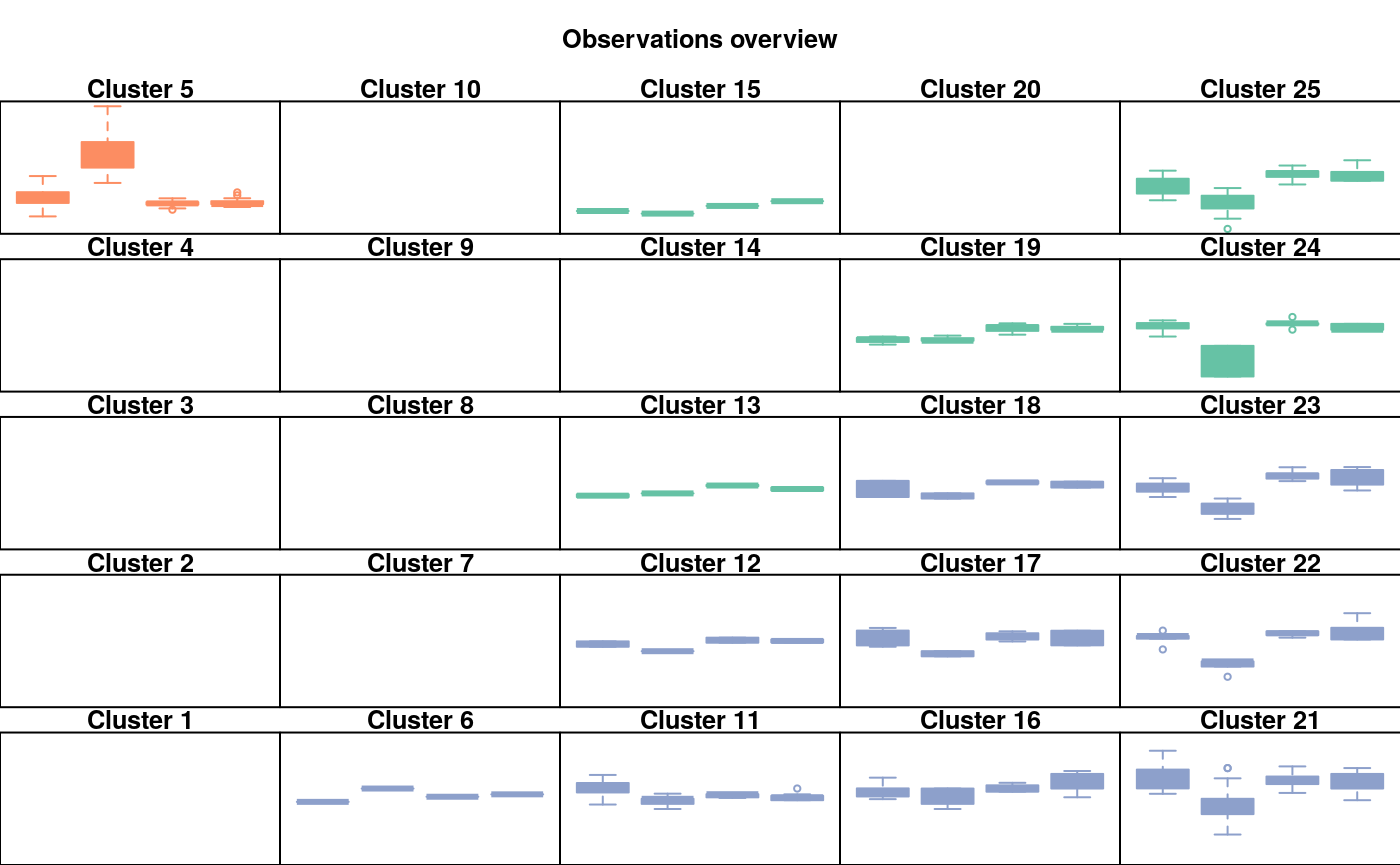 Observations overview
Cluster 5 Cluster 10 Cluster 15 Cluster 20 Cluster 25
Cluster 4 Cluster 9 Cluster 14 Cluster 19 Cluster 24
Cluster 3 Cluster 8 Cluster 13 Cluster 18 Cluster 23
Cluster 2 Cluster 7 Cluster 12 Cluster 17 Cluster 22
Cluster 1 Cluster 6 Cluster 11 Cluster 16 Cluster 21